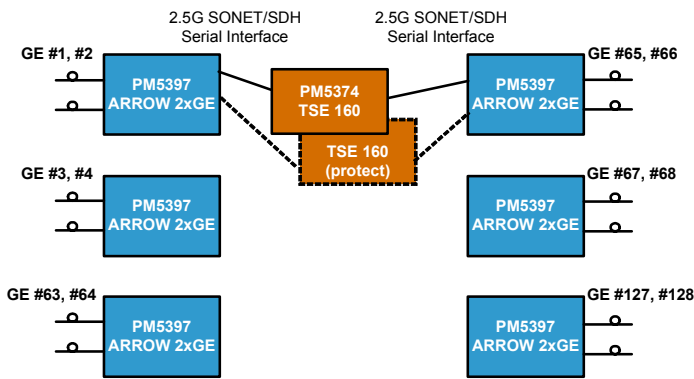 2.5G SONET/SDH
Serial Interface
2.5G SONET/SDH
Serial Interface
GE #1, #2
PM5397
ARROW 2xGE
PM5374
TSE 160
TSE 160
(protect)
GE #65, #66
PM5397
ARROW 2xGE
GE #3, #4
PM5397
ARROW 2xGE
GE #67, #68
PM5397
ARROW 2xGE
GE #63, #64
PM5397
ARROW 2xGE
GE #127, #128
PM5397
ARROW 2xGE